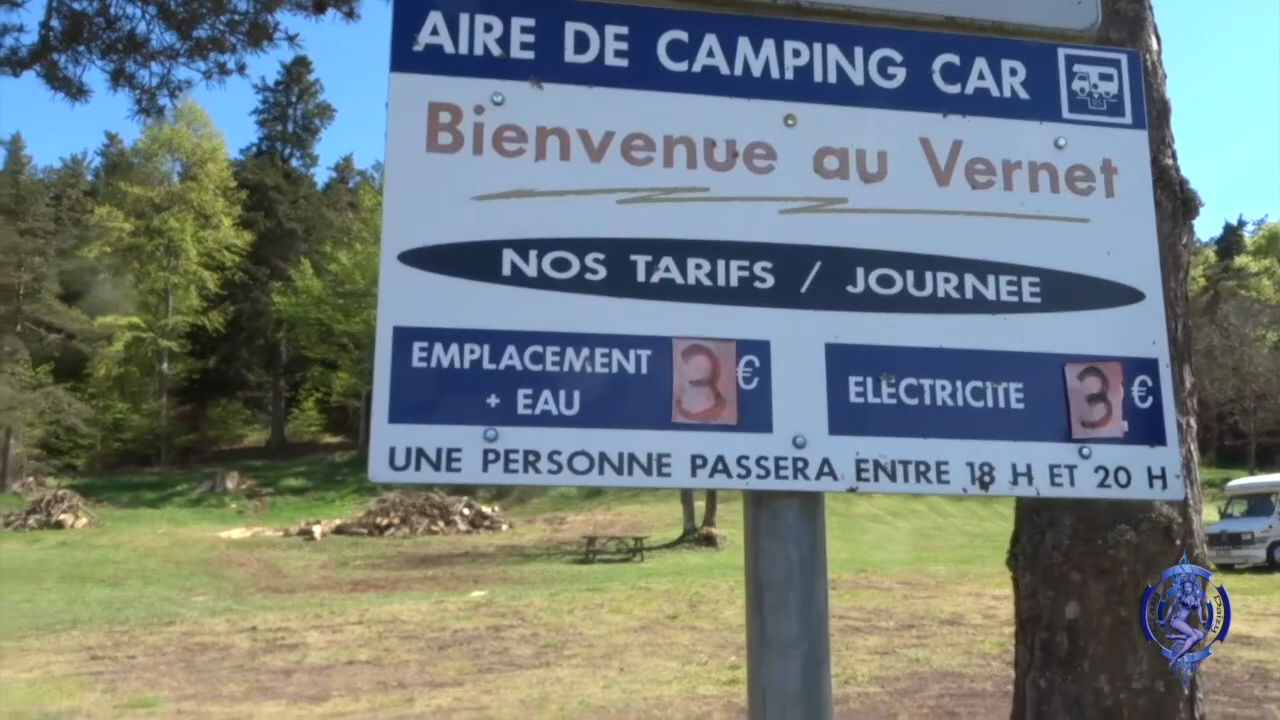 AIRE DE CAMPING CAR
Bienvenue au Vernet
NOS TARIFS / JOURNEE
EMPLACEMENT 3 €
+ EAU
ELECTRICITE 3 €
UNE PERSONNE PASSERA ENTRE 18 H ET 20 H